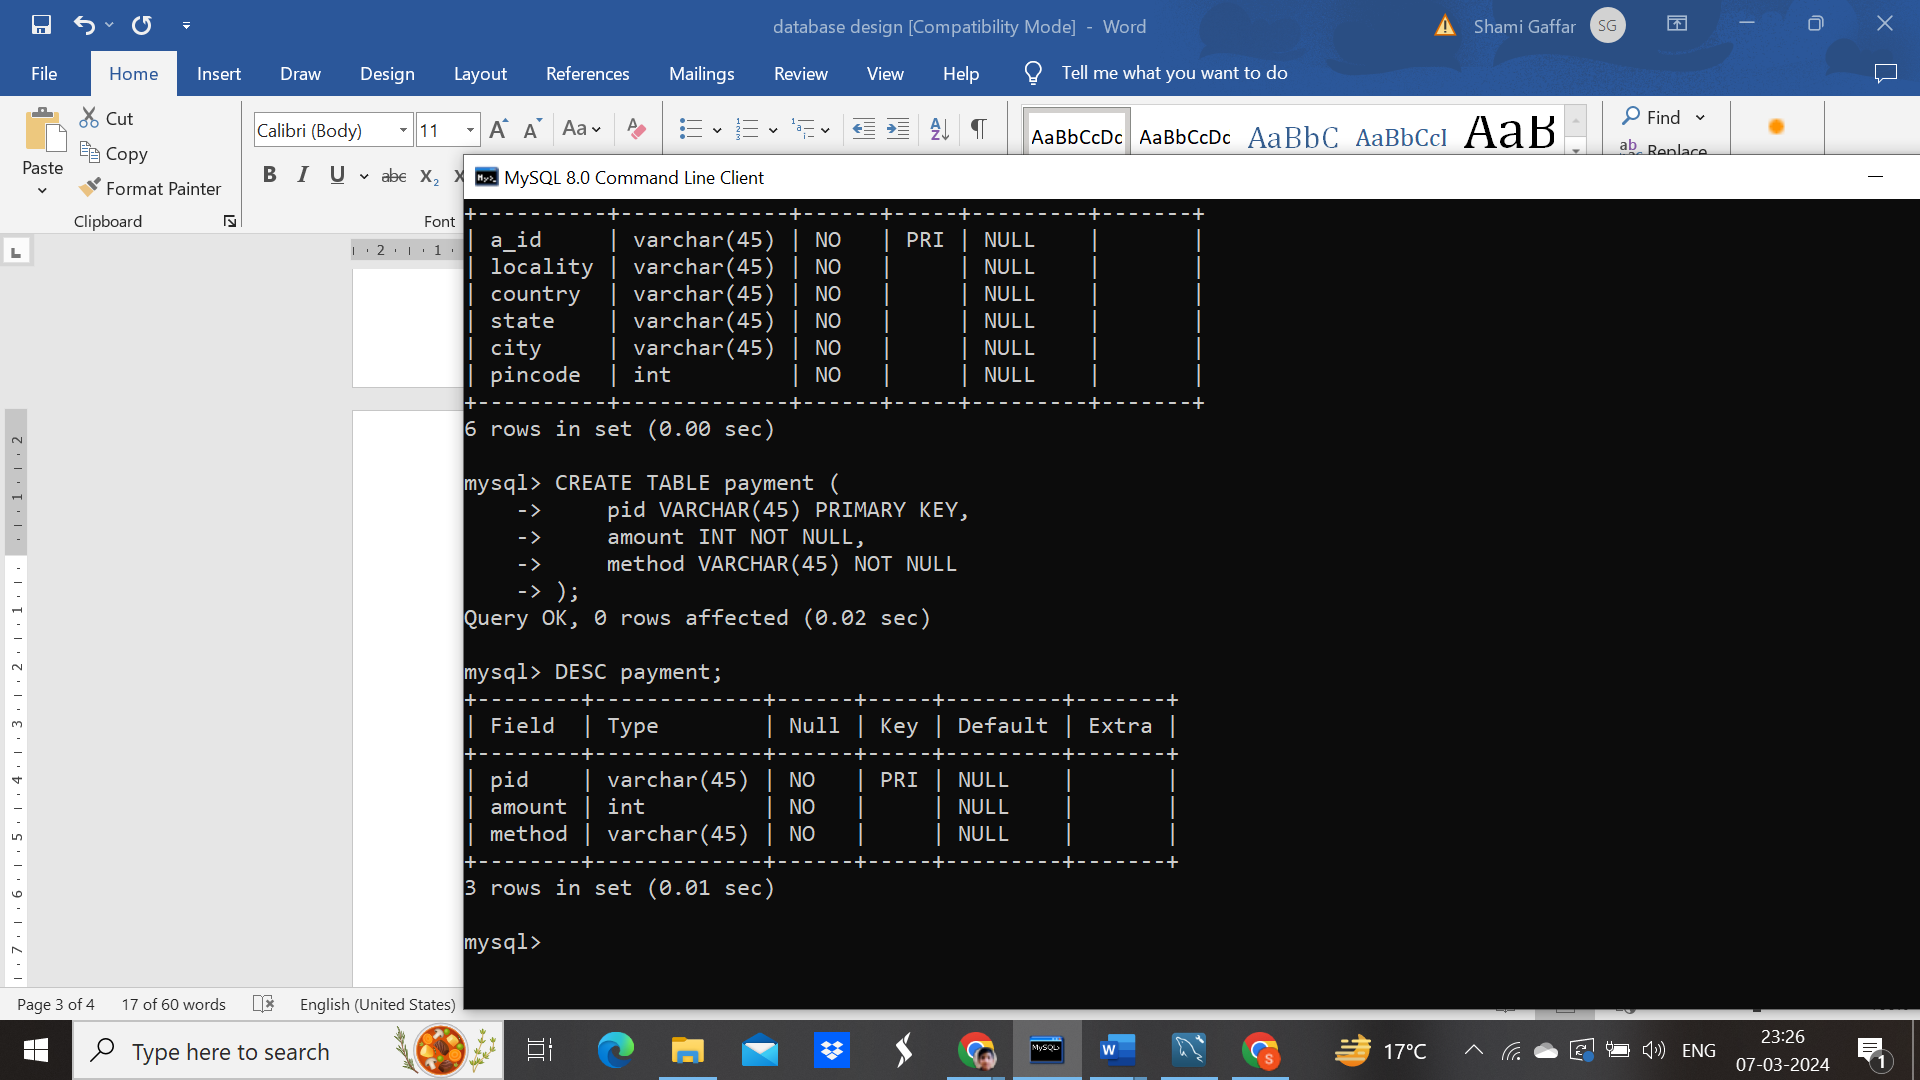 database design [Compatibility Mode] - Word
Shami Gaffar SG
File Home Insert Draw Design Layout References Mailings Review View Help Tell me what you want to do
Cut
Copy
Format Painter
Paste
Clipboard
Calibri (Body) 11 A A Aa A
B I U abc X₂ x
Font
AaBbCcDc AaBbCcDc AaBbC AaBbCcI AaB
Find
Replace
MySQL 8.0 Command Line Client
+----------+-------------+------+-----+---------+-------+
| a_id     | varchar(45) | NO   | PRI | NULL    |       |
| locality | varchar(45) | NO   |     | NULL    |       |
| country  | varchar(45) | NO   |     | NULL    |       |
| state    | varchar(45) | NO   |     | NULL    |       |
| city     | varchar(45) | NO   |     | NULL    |       |
| pincode  | int         | NO   |     | NULL    |       |
+----------+-------------+------+-----+---------+-------+
6 rows in set (0.00 sec)
mysql> CREATE TABLE payment (
    ->     pid VARCHAR(45) PRIMARY KEY,
    ->     amount INT NOT NULL,
    ->     method VARCHAR(45) NOT NULL
    -> );
Query OK, 0 rows affected (0.02 sec)
mysql> DESC payment;
+--------+-------------+------+-----+---------+-------+
| Field  | Type        | Null | Key | Default | Extra |
+--------+-------------+------+-----+---------+-------+
| pid    | varchar(45) | NO   | PRI | NULL    |       |
| amount | int         | NO   |     | NULL    |       |
| method | varchar(45) | NO   |     | NULL    |       |
+--------+-------------+------+-----+---------+-------+
3 rows in set (0.01 sec)
mysql>
Page 3 of 4 17 of 60 words English (United States)
Type here to search
17°C
ENG
23:26
07-03-2024
1